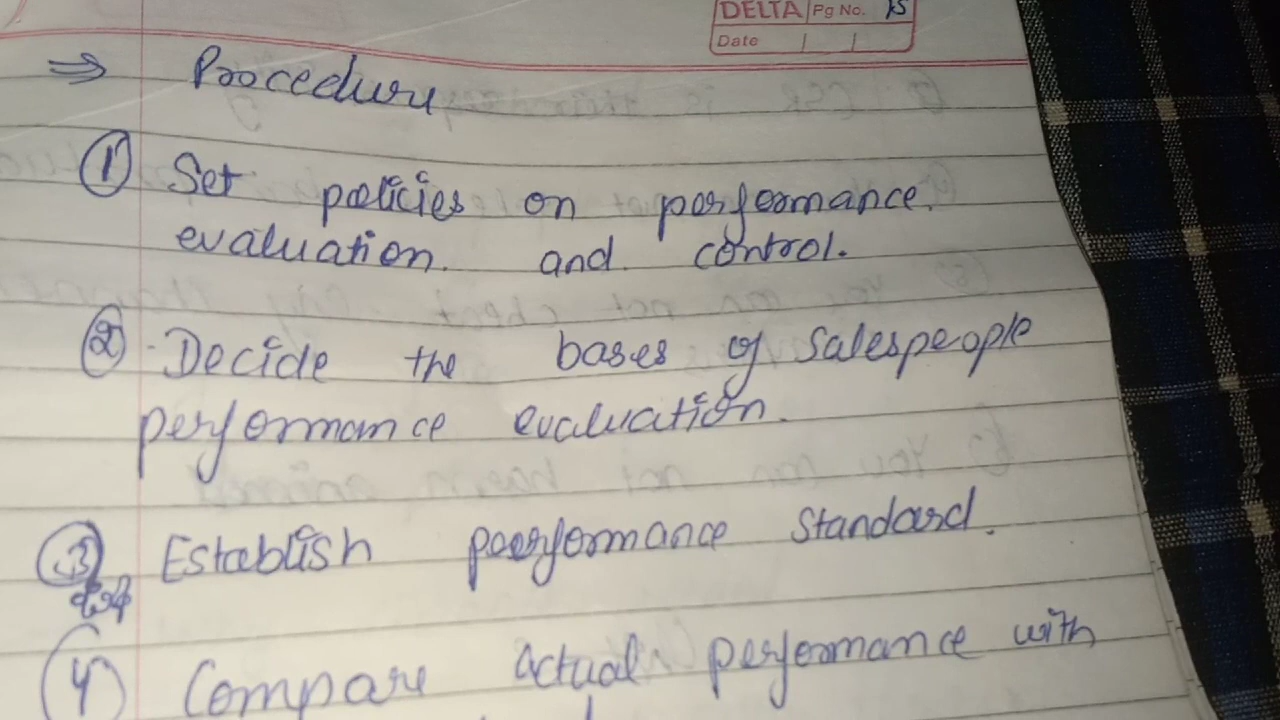 DELTA Pg No. 15
Date
⇒ Procedure
① Set policies on performance.
evaluation. and control.
② Decide the bases of salespeople
performance evaluation.
③ Establish performance standard.
④ Compare actual performance with